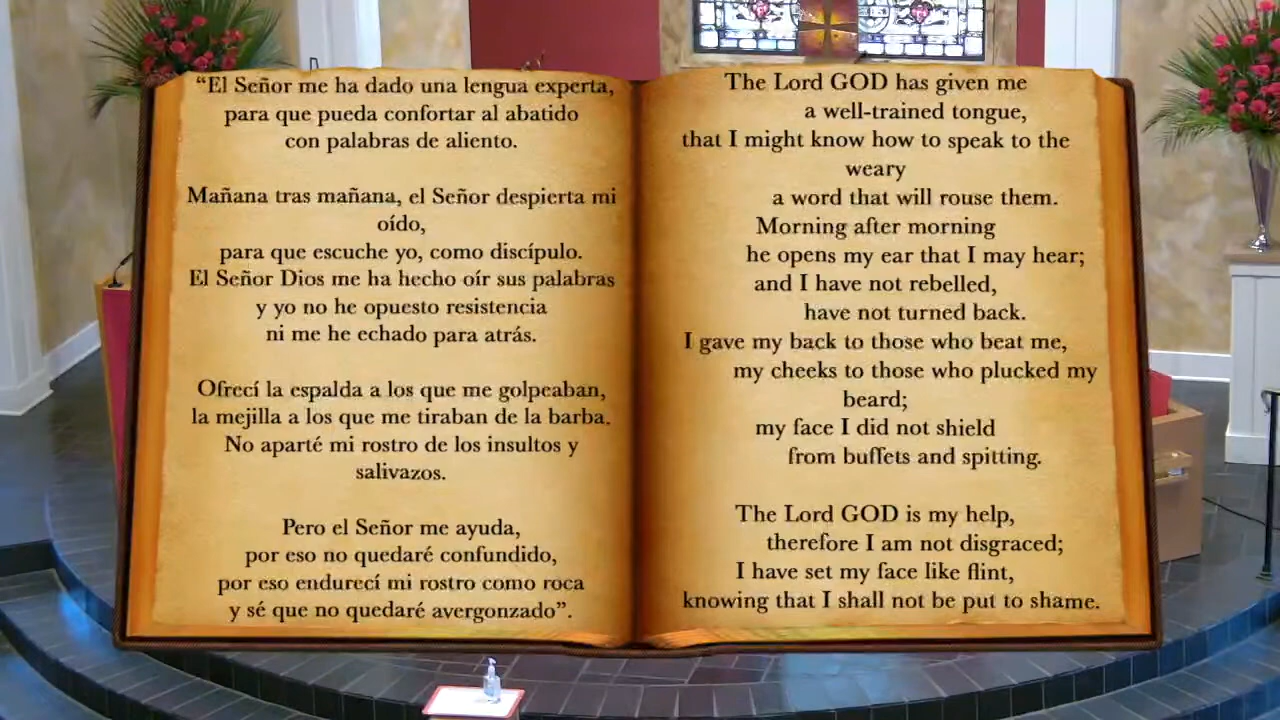 “El Señor me ha dado una lengua experta,
para que pueda confortar al abatido
con palabras de aliento.
Mañana tras mañana, el Señor despierta mi
oído,
para que escuche yo, como discípulo.
El Señor Dios me ha hecho oír sus palabras
y yo no he opuesto resistencia
ni me he echado para atrás.
Ofrecí la espalda a los que me golpeaban,
la mejilla a los que me tiraban de la barba.
No aparté mi rostro de los insultos y
salivazos.
Pero el Señor me ayuda,
por eso no quedaré confundido,
por eso endurecí mi rostro como roca
y sé que no quedaré avergonzado”.
The Lord GOD has given me
a well-trained tongue,
that I might know how to speak to the
weary
a word that will rouse them.
Morning after morning
he opens my ear that I may hear;
and I have not rebelled,
have not turned back.
I gave my back to those who beat me,
my cheeks to those who plucked my
beard;
my face I did not shield
from buffets and spitting.
The Lord GOD is my help,
therefore I am not disgraced;
I have set my face like flint,
knowing that I shall not be put to shame.